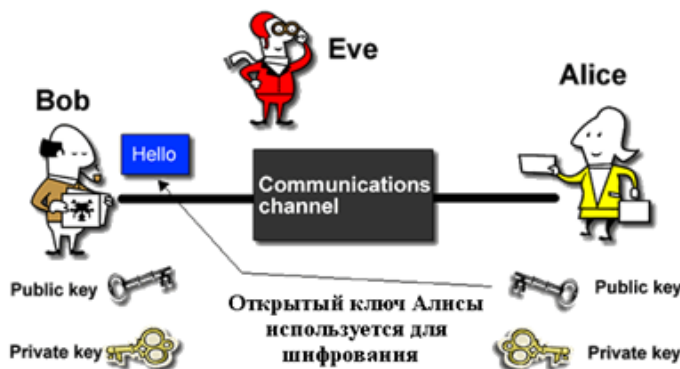 Eve
Bob
Alice
Hello
Communications
channel
Public key
Public key
Открытый ключ Алисы
используется для
шифрования
Private key
Private key